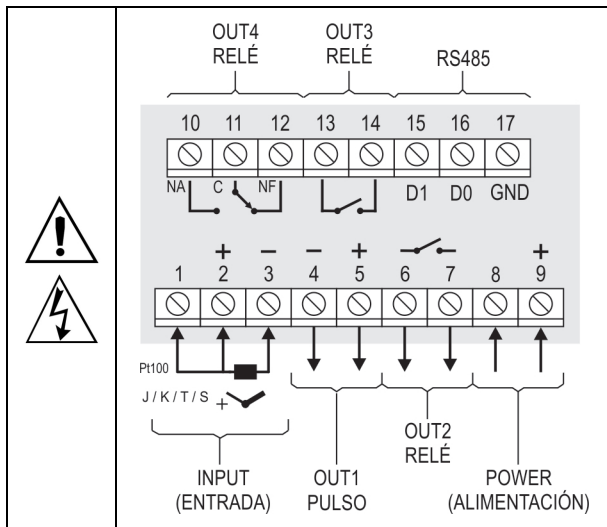 OUT4 OUT3
RELÉ RELÉ RS485
10 11 12 13 14 15 16 17
NA C NF D1 D0 GND
+ − − + +
1 2 3 4 5 6 7 8 9
Pt100
J / K / T / S +
OUT2
RELÉ
INPUT OUT1 POWER
(ENTRADA) PULSO (ALIMENTACIÓN)